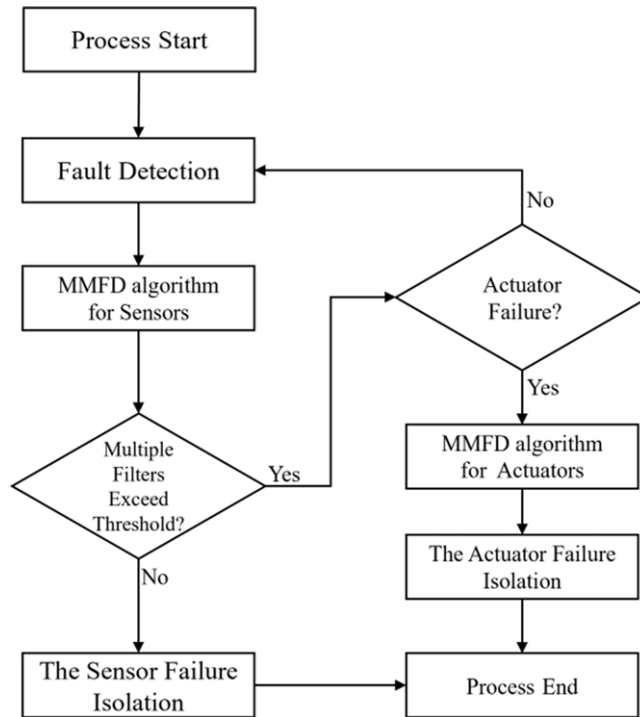 Process Start
Fault Detection
No
MMFD algorithm
for Sensors
Actuator
Failure?
Yes
Multiple
Filters
Exceed
Threshold?
Yes
MMFD algorithm
for Actuators
No
The Actuator Failure
Isolation
The Sensor Failure
Isolation
Process End